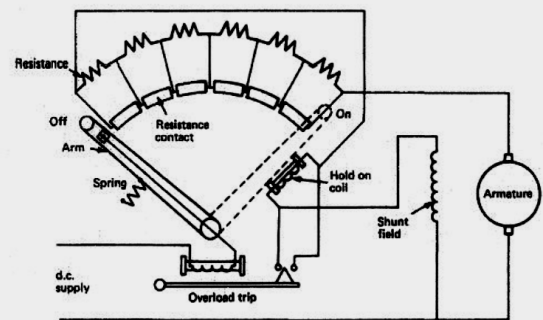 Resistance
Off
Resistance
contact
On
Arm
Spring
Hold on
coil
Shunt
field
Armature
d.c.
supply
Overload trip